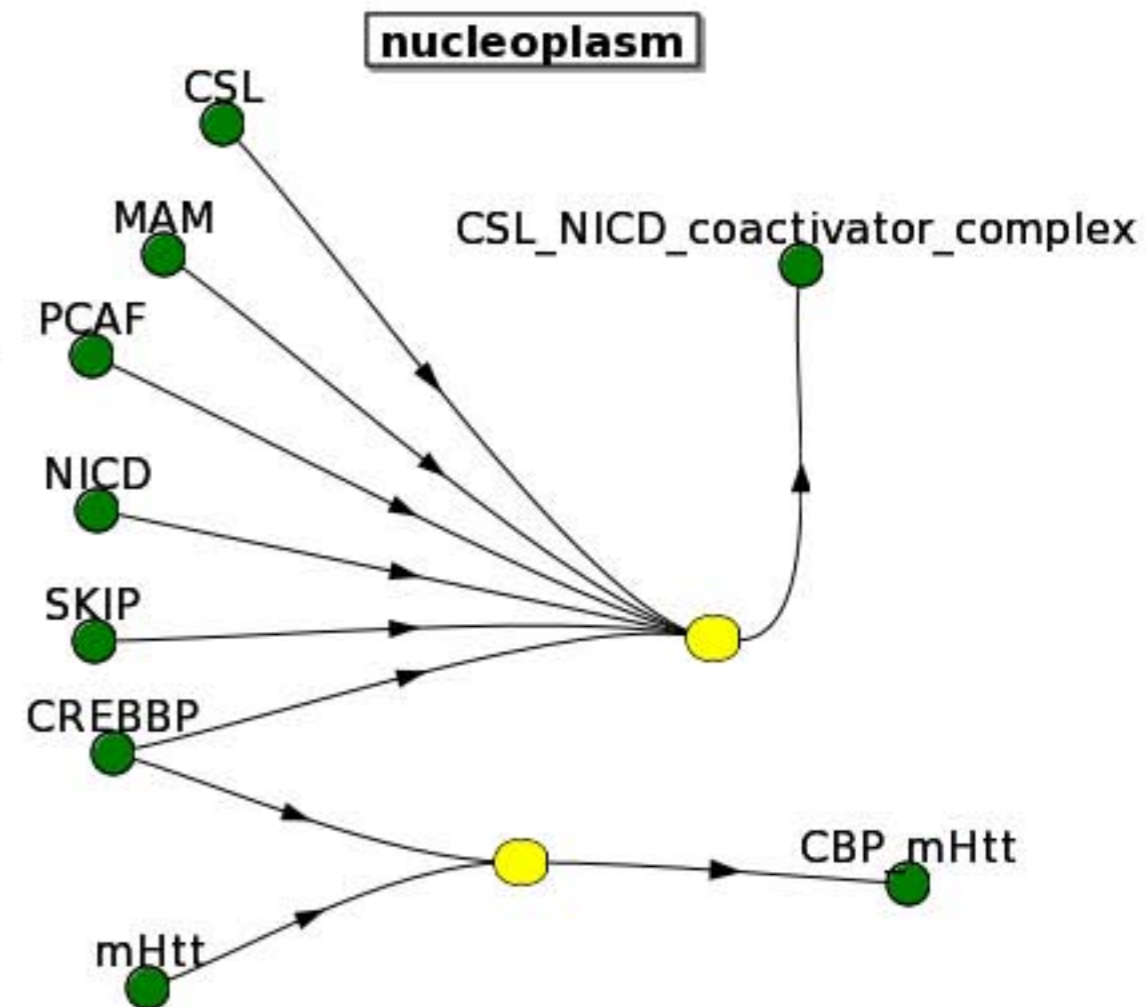 nucleoplasm
CSL
MAM
CSL_NICD_coactivator_complex
PCAF
NICD
SKIP
CREBBP
CBP_mHtt
mHtt